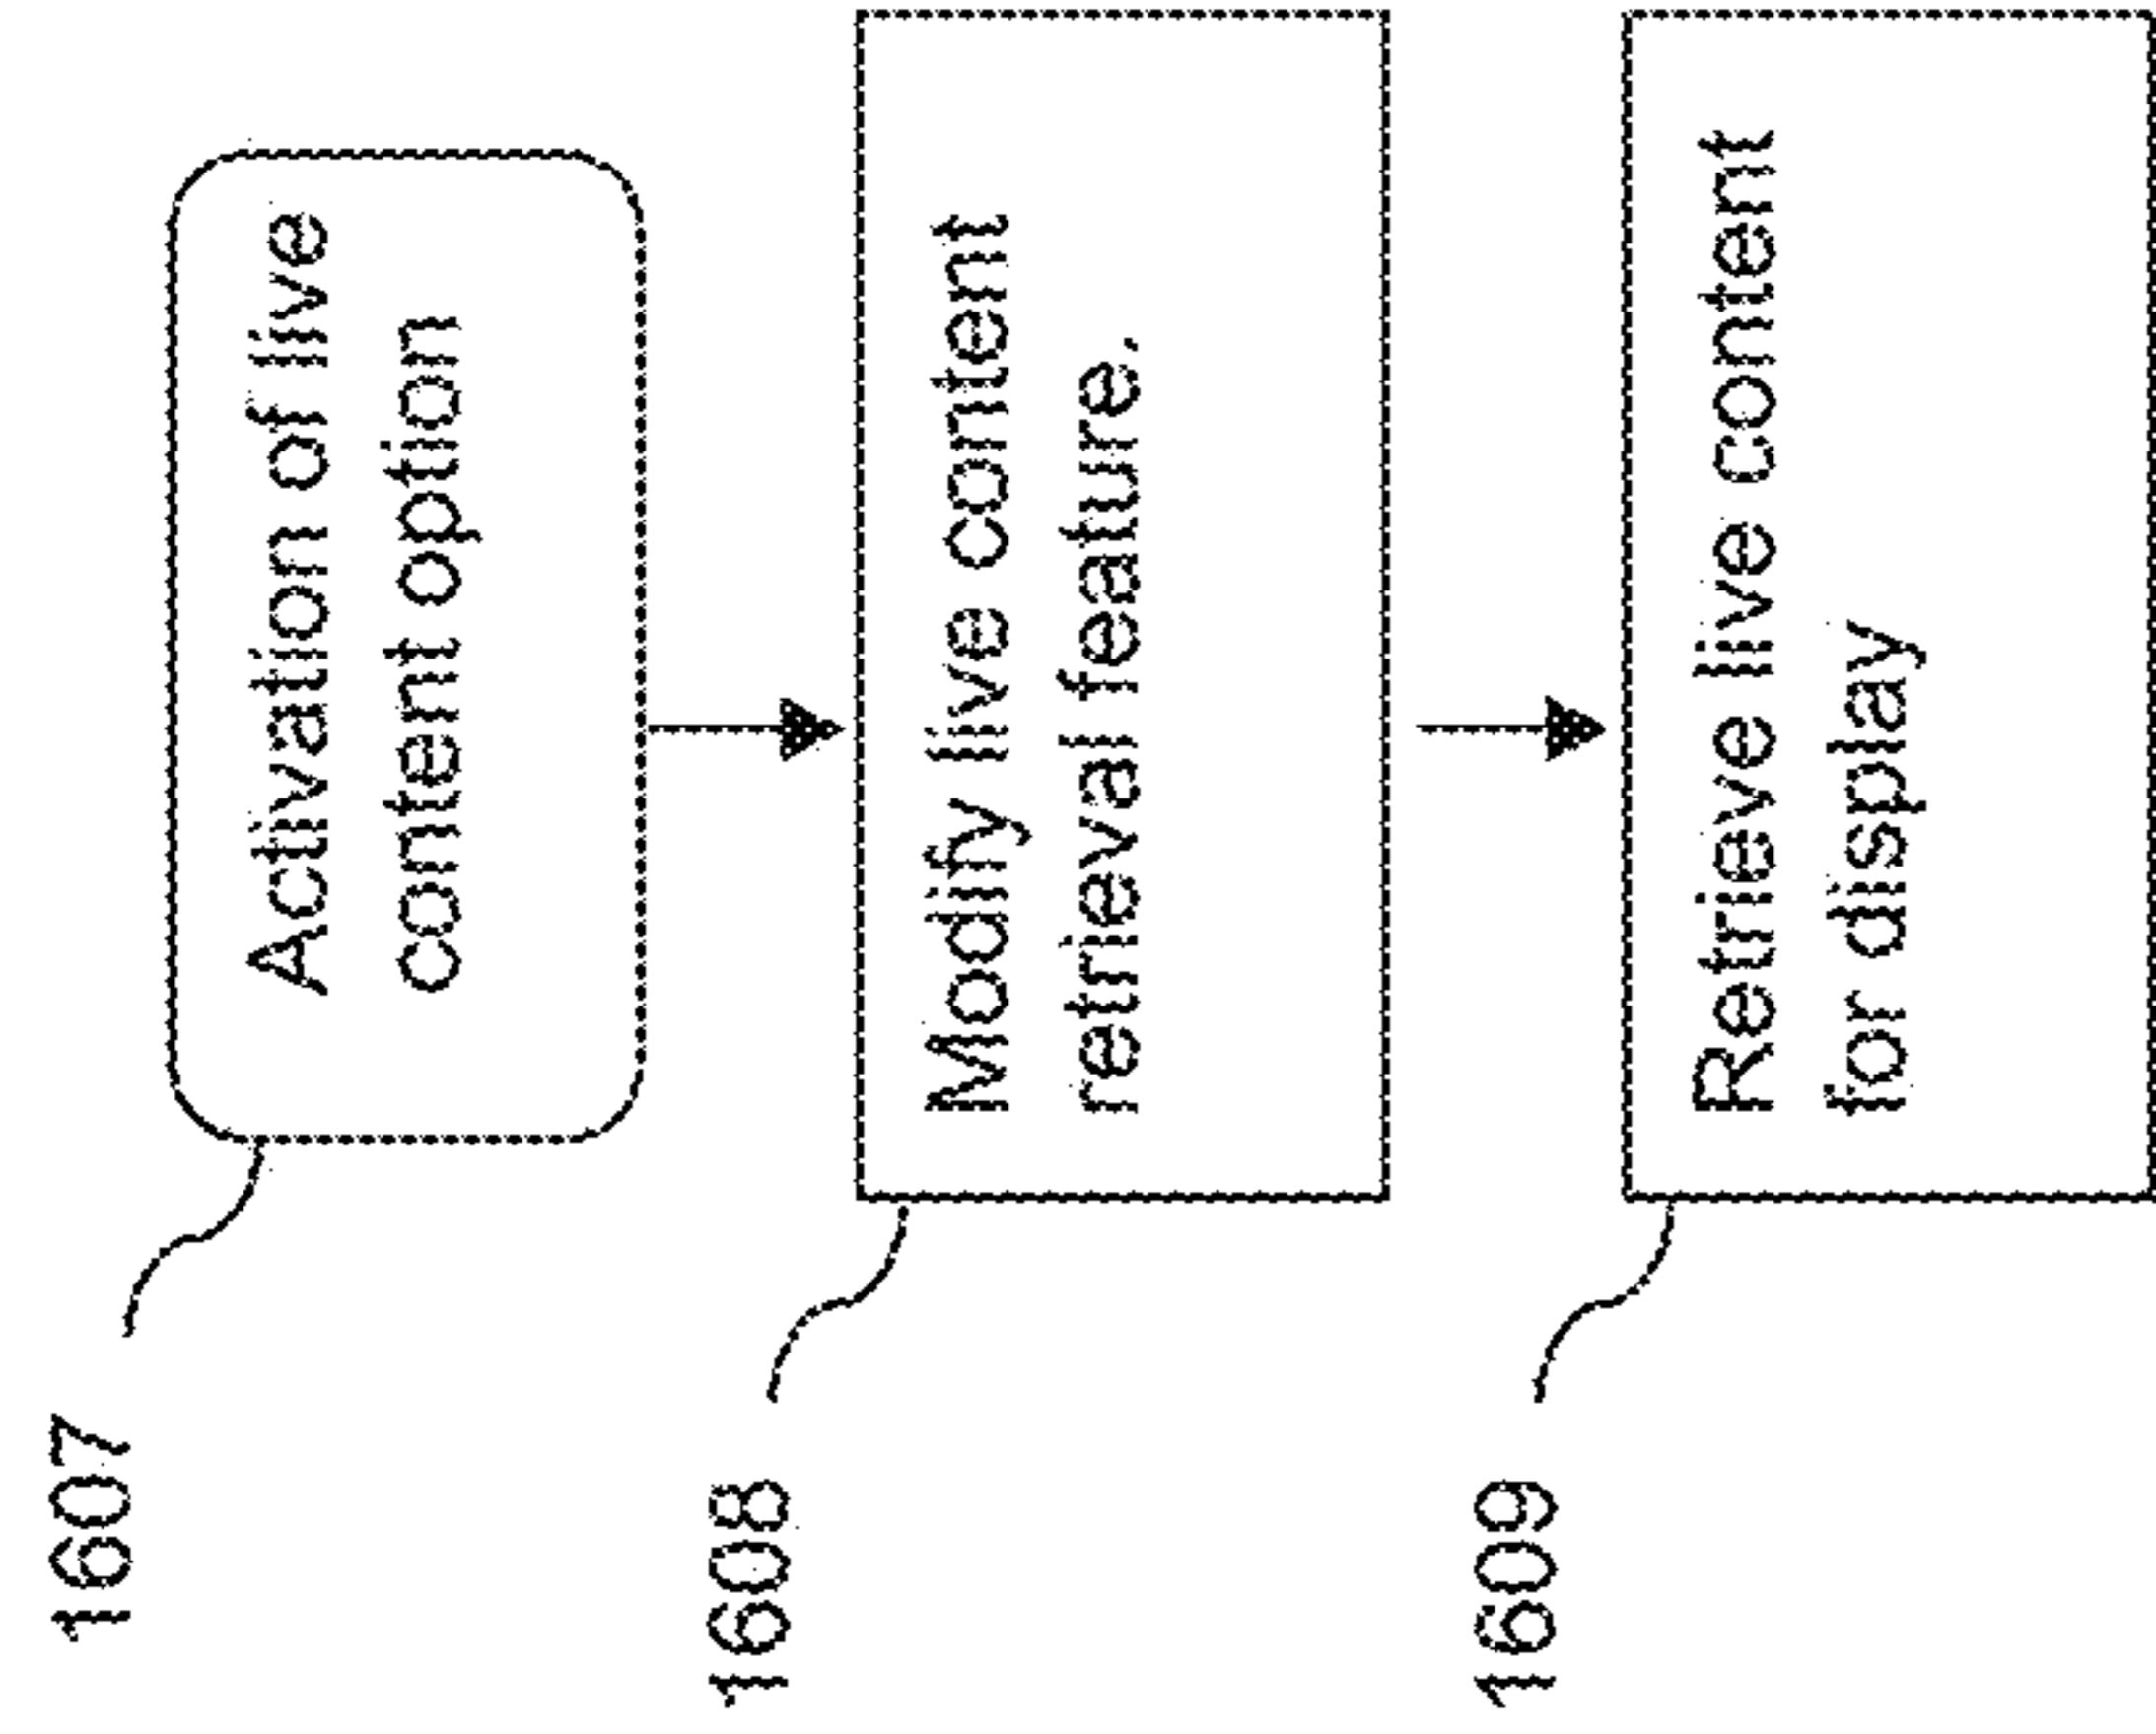 1607
Activation of live
content option
1608
Modify live content
retrieval feature.
1609
Retrieve live content
for display